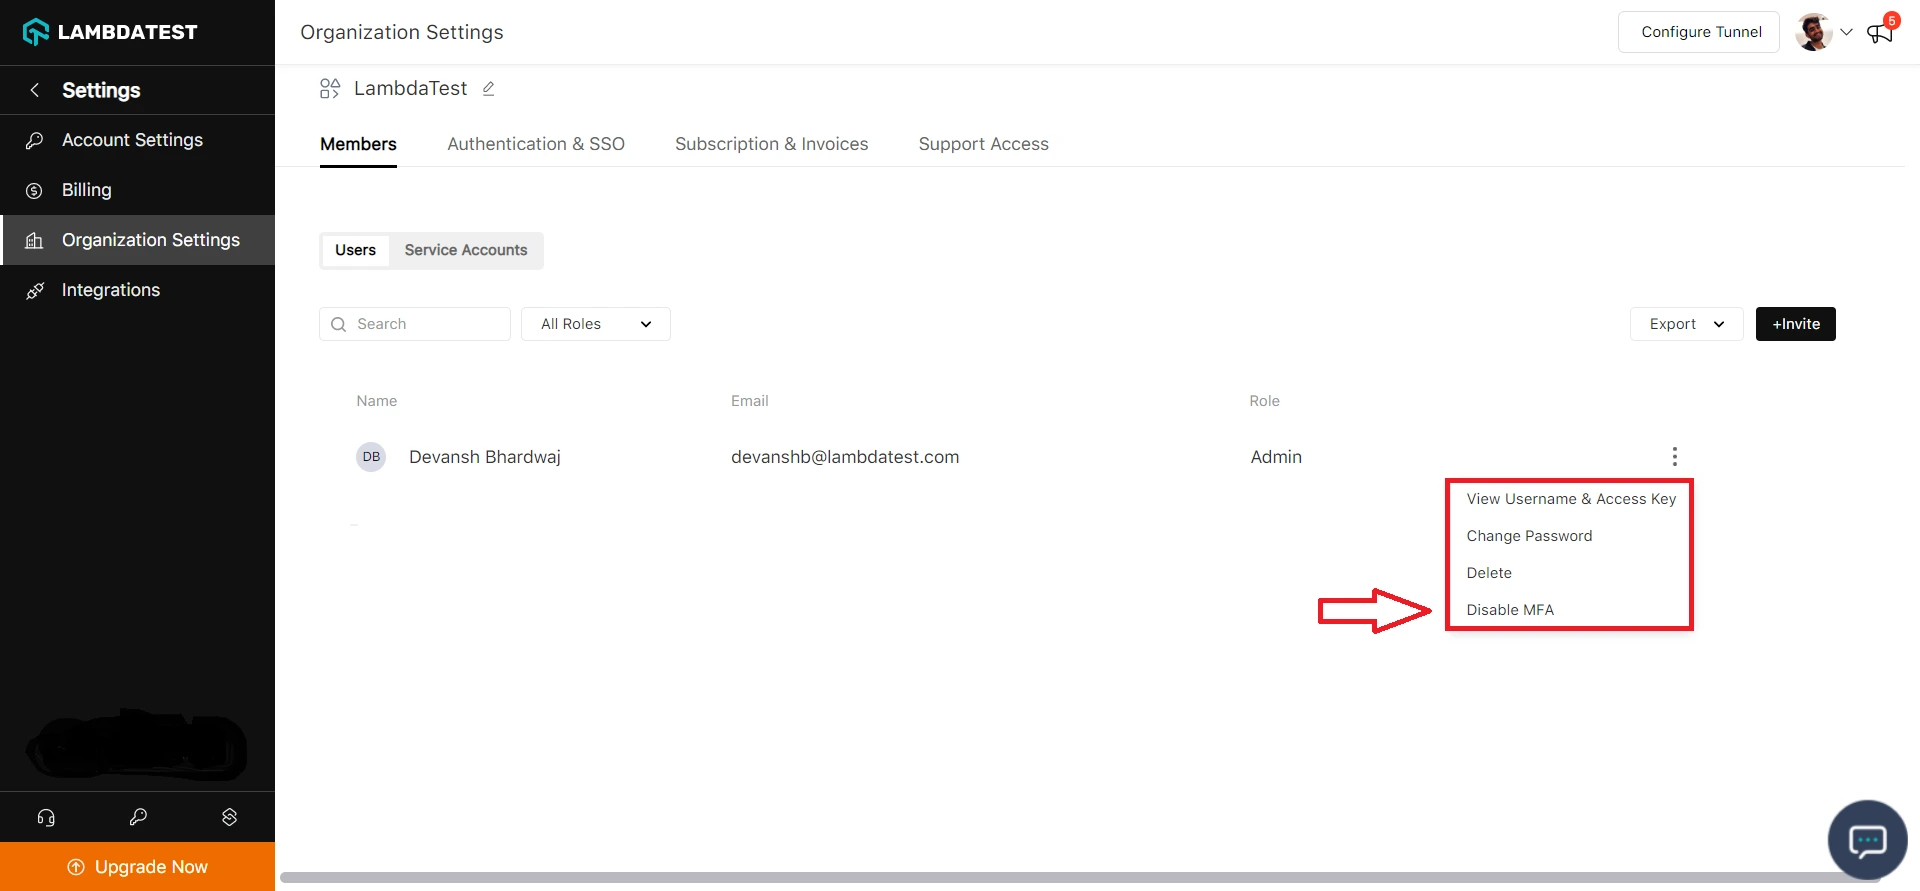 LAMBDATEST
Settings
Account Settings
Billing
Organization Settings
Integrations
Upgrade Now
Organization Settings
Configure Tunnel
5
LambdaTest
Members
Authentication & SSO
Subscription & Invoices
Support Access
Users
Service Accounts
Search
All Roles
Export
+Invite
Name
Email
Role
DB
Devansh Bhardwaj
devanshb@lambdatest.com
Admin
View Username & Access Key
Change Password
Delete
Disable MFA